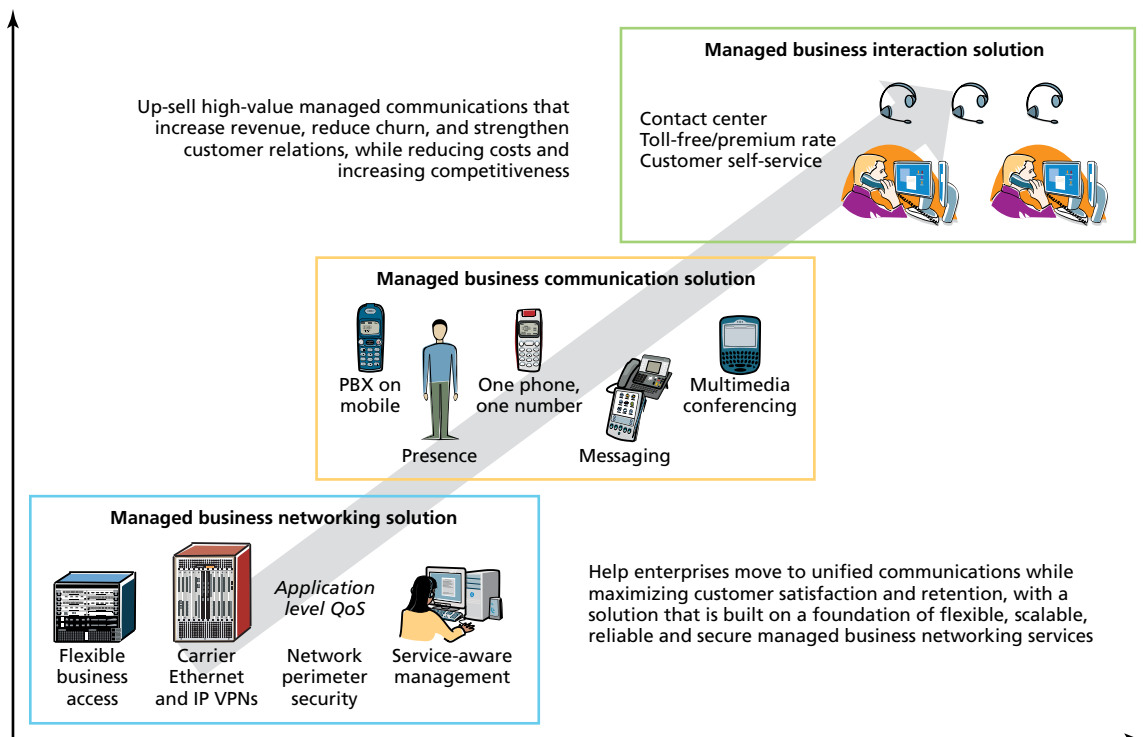 Managed business interaction solution
Up-sell high-value managed communications that
increase revenue, reduce churn, and strengthen
customer relations, while reducing costs and
increasing competitiveness
Contact center
Toll-free/premium rate
Customer self-service
Managed business communication solution
PBX on
mobile
Presence
One phone,
one number
Messaging
Multimedia
conferencing
Managed business networking solution
Flexible
business
access
Carrier
Ethernet
and IP VPNs
Application
level QoS
Network
perimeter
security
Service-aware
management
Help enterprises move to unified communications while
maximizing customer satisfaction and retention, with a
solution that is built on a foundation of flexible, scalable,
reliable and secure managed business networking services